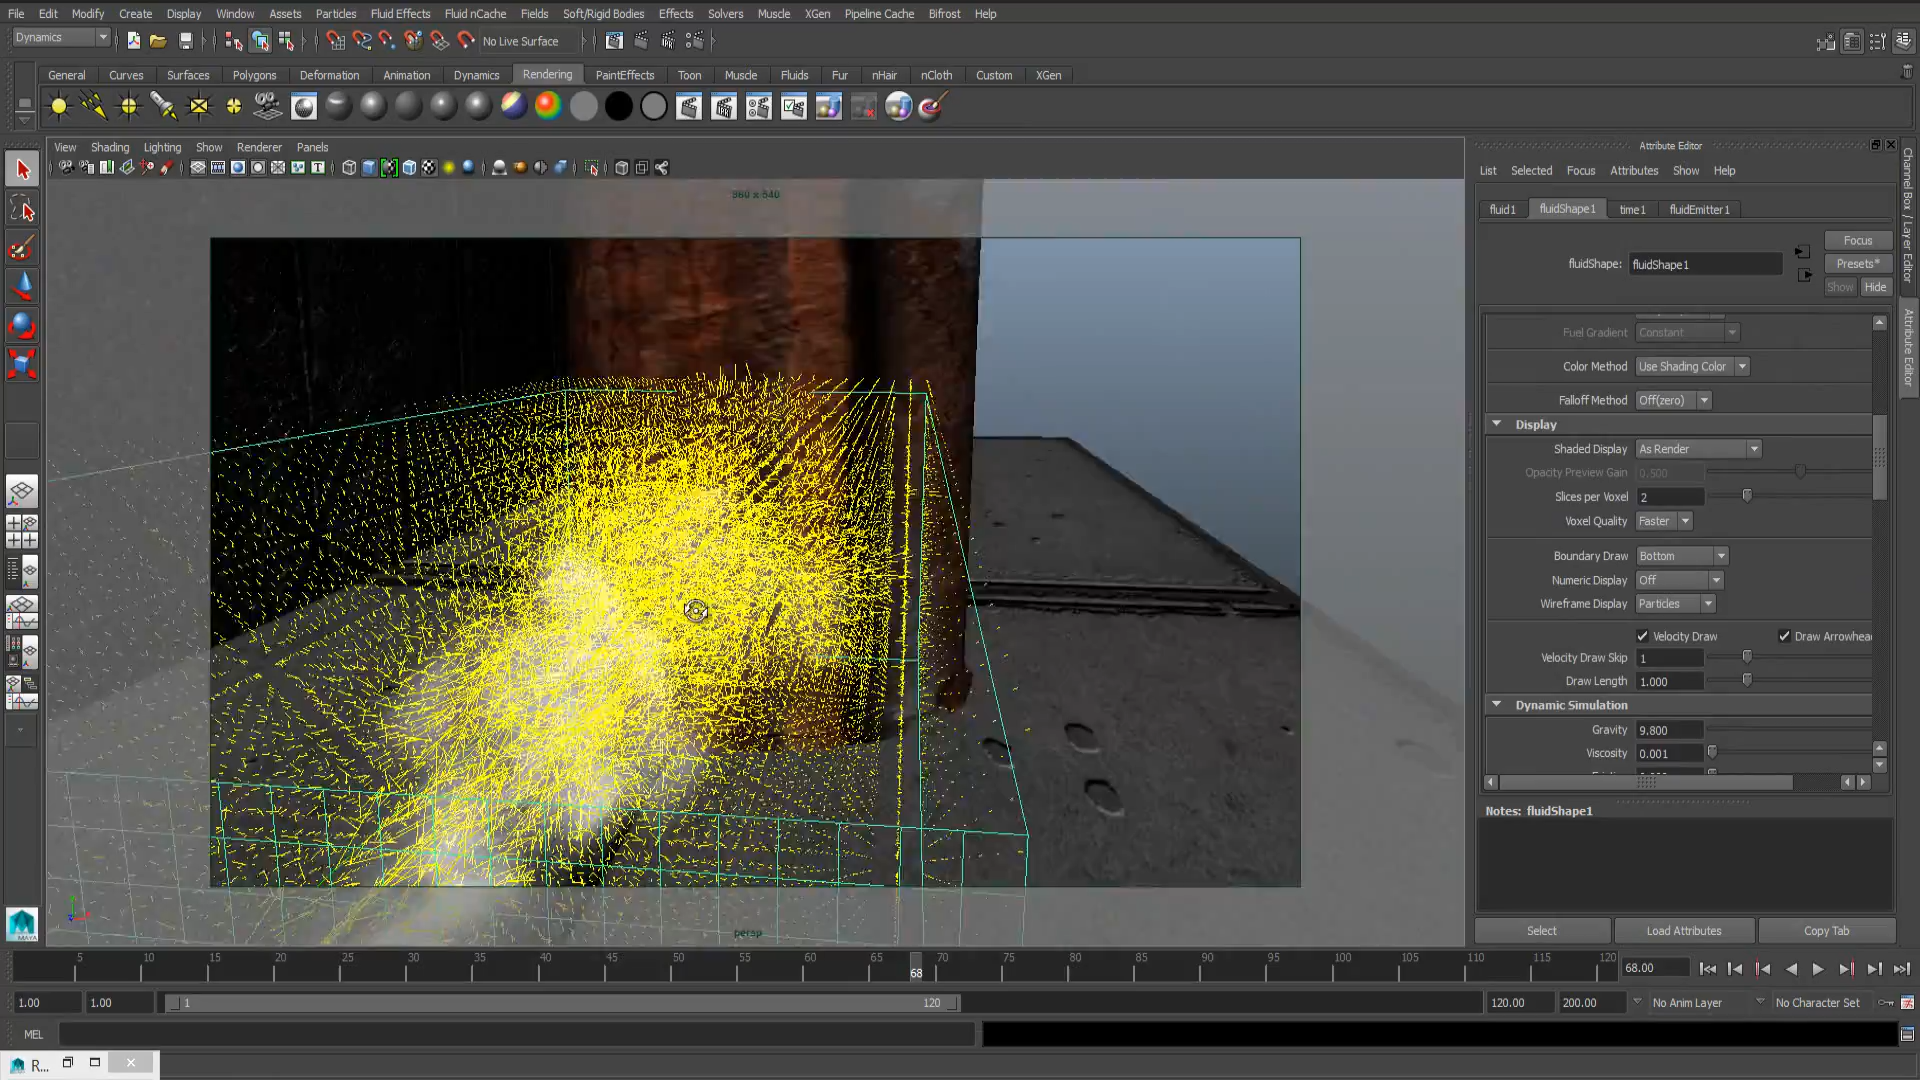 File Edit Modify Create Display Window Assets Particles Fluid Effects Fluid nCache Fields Soft/Rigid Bodies Effects Solvers Muscle XGen Pipeline Cache Bifrost Help
Dynamics No Live Surface
General Curves Surfaces Polygons Deformation Animation Dynamics Rendering PaintEffects Toon Muscle Fluids Fur nHair nCloth Custom XGen
View Shading Lighting Show Renderer Panels
960 x 540
persp
Attribute Editor
List Selected Focus Attributes Show Help
fluid1 fluidShape1 time1 fluidEmitter1
Focus
fluidShape: fluidShape1
Presets*
Show Hide
Fuel Gradient Constant
Color Method Use Shading Color
Falloff Method Off(zero)
Display
Shaded Display As Render
Opacity Preview Gain 0.500
Slices per Voxel 2
Voxel Quality Faster
Boundary Draw Bottom
Numeric Display Off
Wireframe Display Particles
Velocity Draw Draw Arrowhea
Velocity Draw Skip 1
Draw Length 1.000
Dynamic Simulation
Gravity 9.800
Viscosity 0.001
Notes: fluidShape1
Select Load Attributes Copy Tab
Channel Box / Layer Editor
Attribute Editor
5 10 15 20 25 30 35 40 45 50 55 60 65 68 70 75 80 85 90 95 100 105 110 115 120
68.00
1.00 1.00 1 120 120.00 200.00 No Anim Layer No Character Set
MEL
MAYA
R...